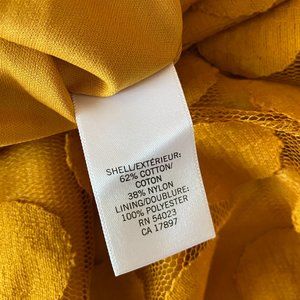 SHELL/EXTÉRIEUR:
62% COTTON/
COTON
38% NYLON
LINING/DOUBLURE:
100% POLYESTER
RN 54023
CA 17897